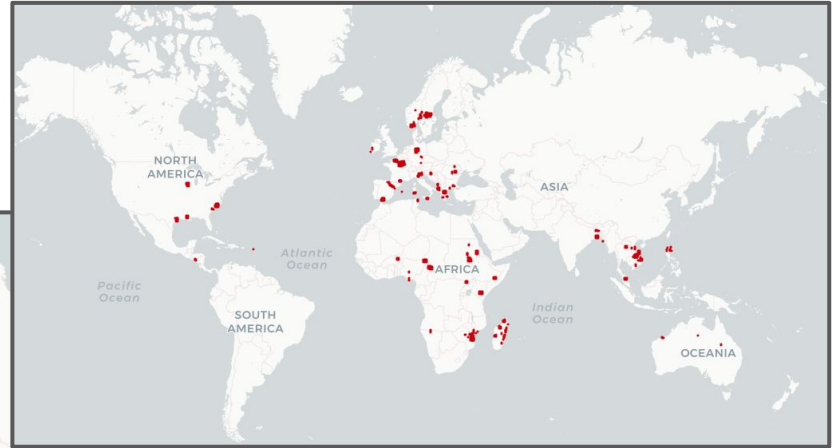 NORTH
AMERICA
ASIA
Atlantic
Ocean
AFRICA
Pacific
Ocean
Indian
Ocean
SOUTH
AMERICA
OCEANIA